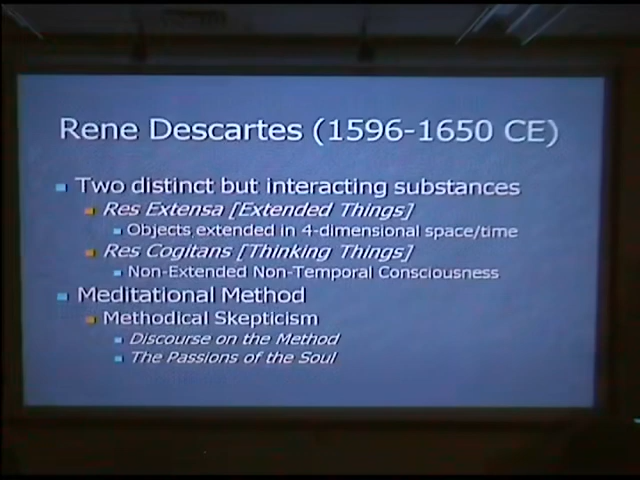 Rene Descartes (1596-1650 CE)
Two distinct but interacting substances
Res Extensa [Extended Things]
Objects extended in 4-dimensional space/time
Res Cogitans [Thinking Things]
Non-Extended Non-Temporal Consciousness
Meditational Method
Methodical Skepticism
Discourse on the Method
The Passions of the Soul